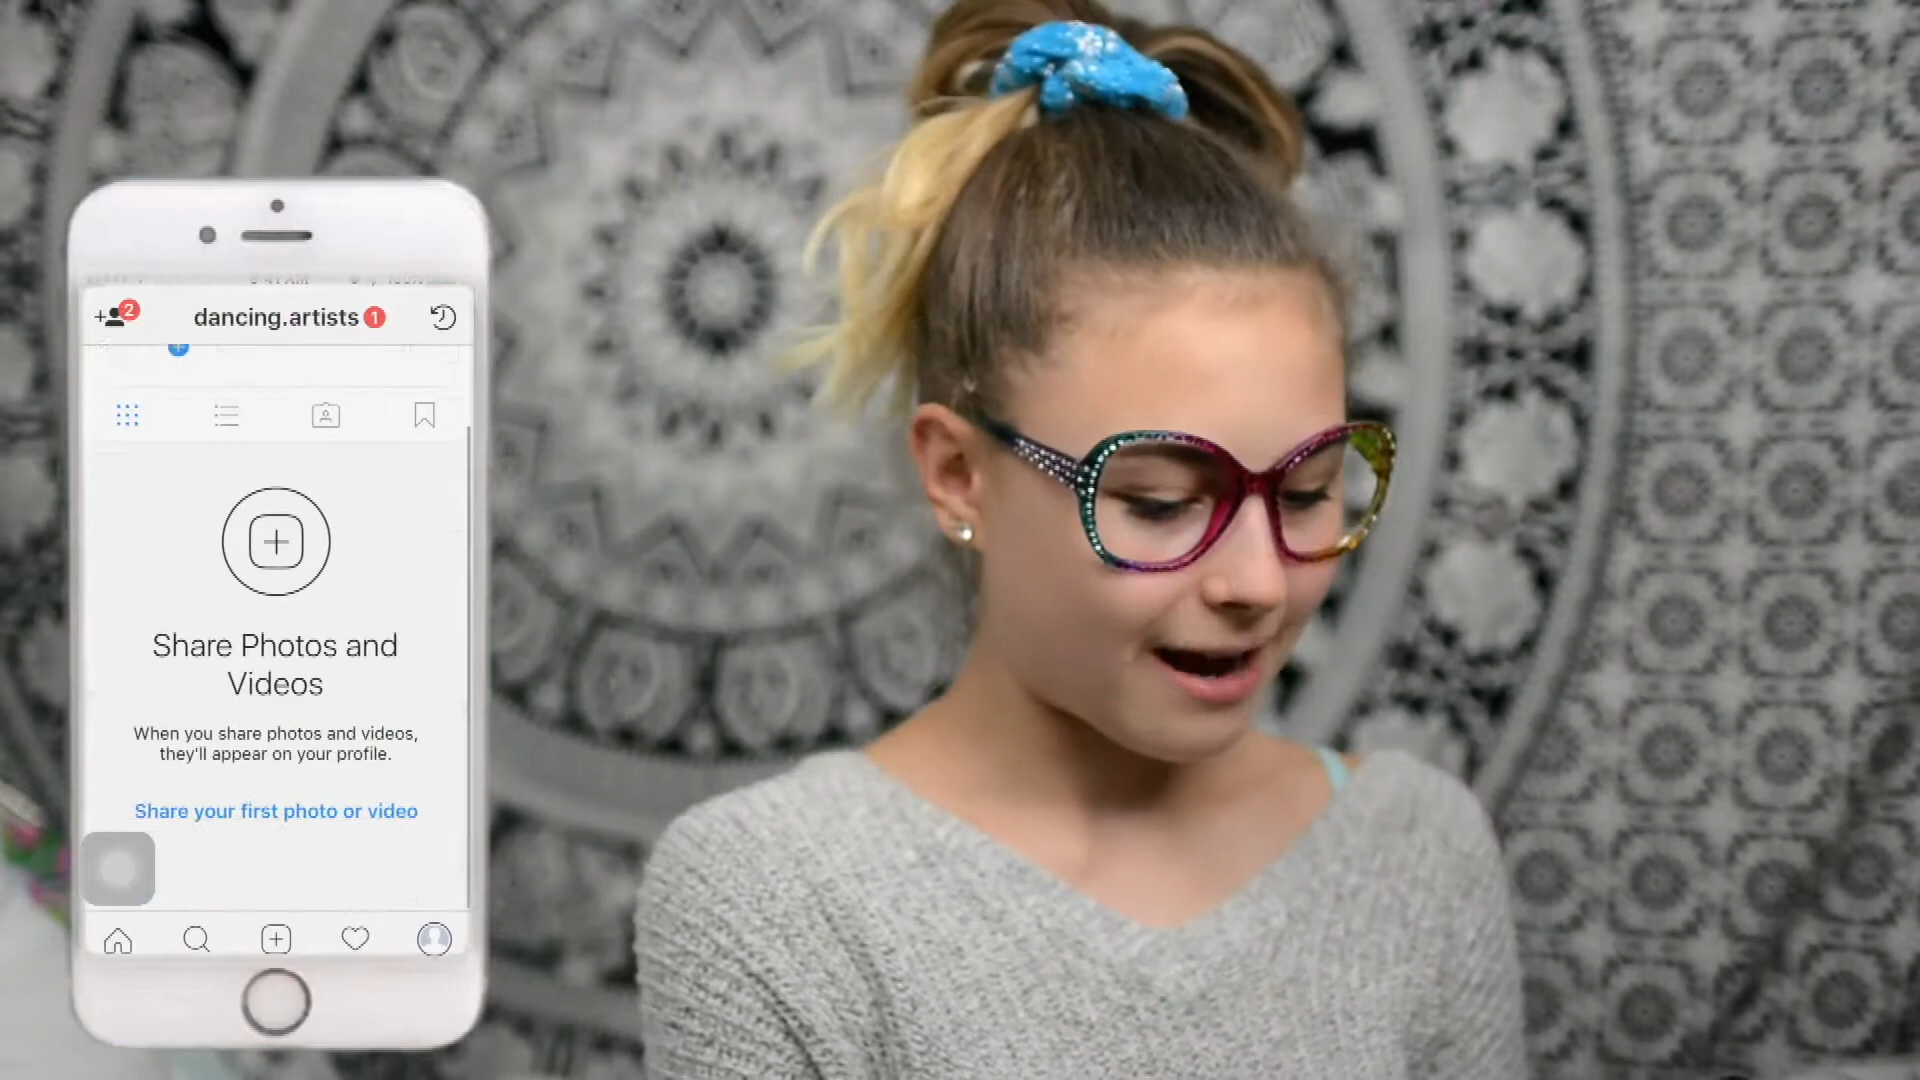 2
dancing.artists 1
Share Photos and
Videos
When you share photos and videos,
they'll appear on your profile.
Share your first photo or video